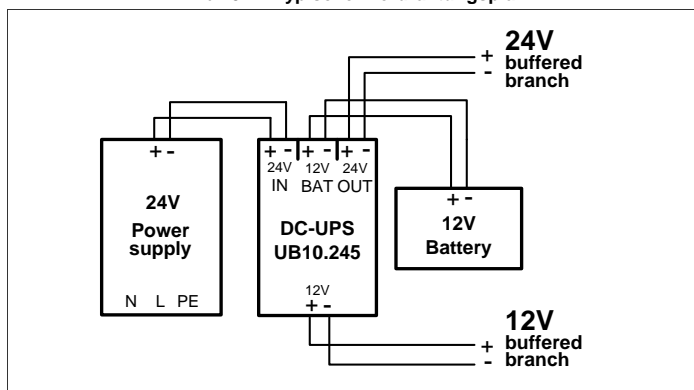 24V
buffered
branch
+
-
+ -
24V
Power
supply
N L PE
+ - + - + -
24V 12V 24V
IN BAT OUT
DC-UPS
UB10.245
12V
+ -
+ -
12V
Battery
12V
buffered
branch
+
-